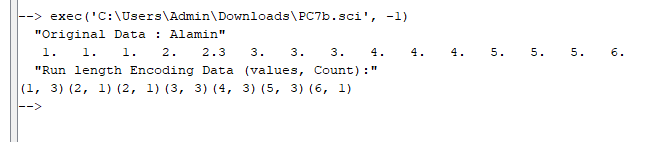 --> exec('C:\Users\Admin\Downloads\PC7b.sci', -1)
"Original Data : Alamin"
1. 1. 1. 2. 2.3 3. 3. 3. 4. 4. 4. 5. 5. 5. 6.
"Run length Encoding Data (values, Count):"
(1, 3)(2, 1)(2, 1)(3, 3)(4, 3)(5, 3)(6, 1)
-->